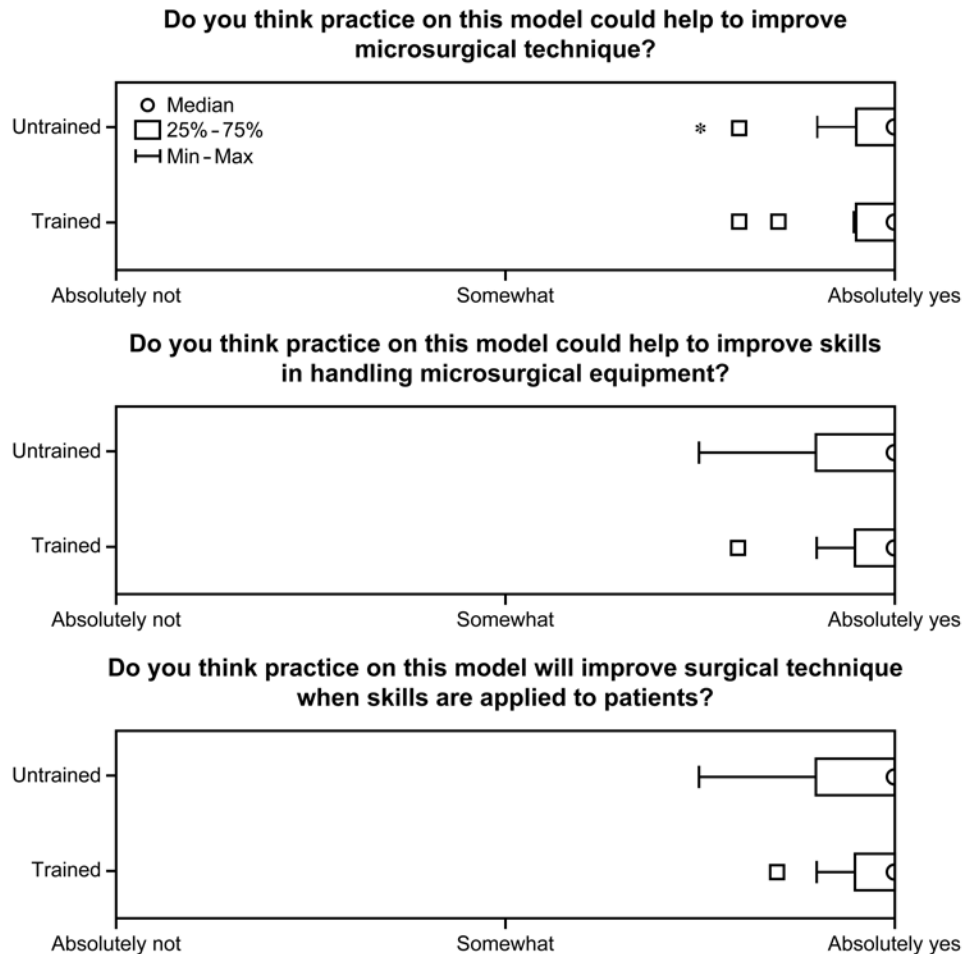 Do you think practice on this model could help to improve
microsurgical technique?
Median
Untrained
25%-75%
*
Min-Max
Trained
Absolutely not
Somewhat
Absolutely yes
Do you think practice on this model could help to improve skills
in handling microsurgical equipment?
Untrained
Trained
Absolutely not
Somewhat
Absolutely yes
Do you think practice on this model will improve surgical technique
when skills are applied to patients?
Untrained
Trained
Absolutely not
Somewhat
Absolutely yes